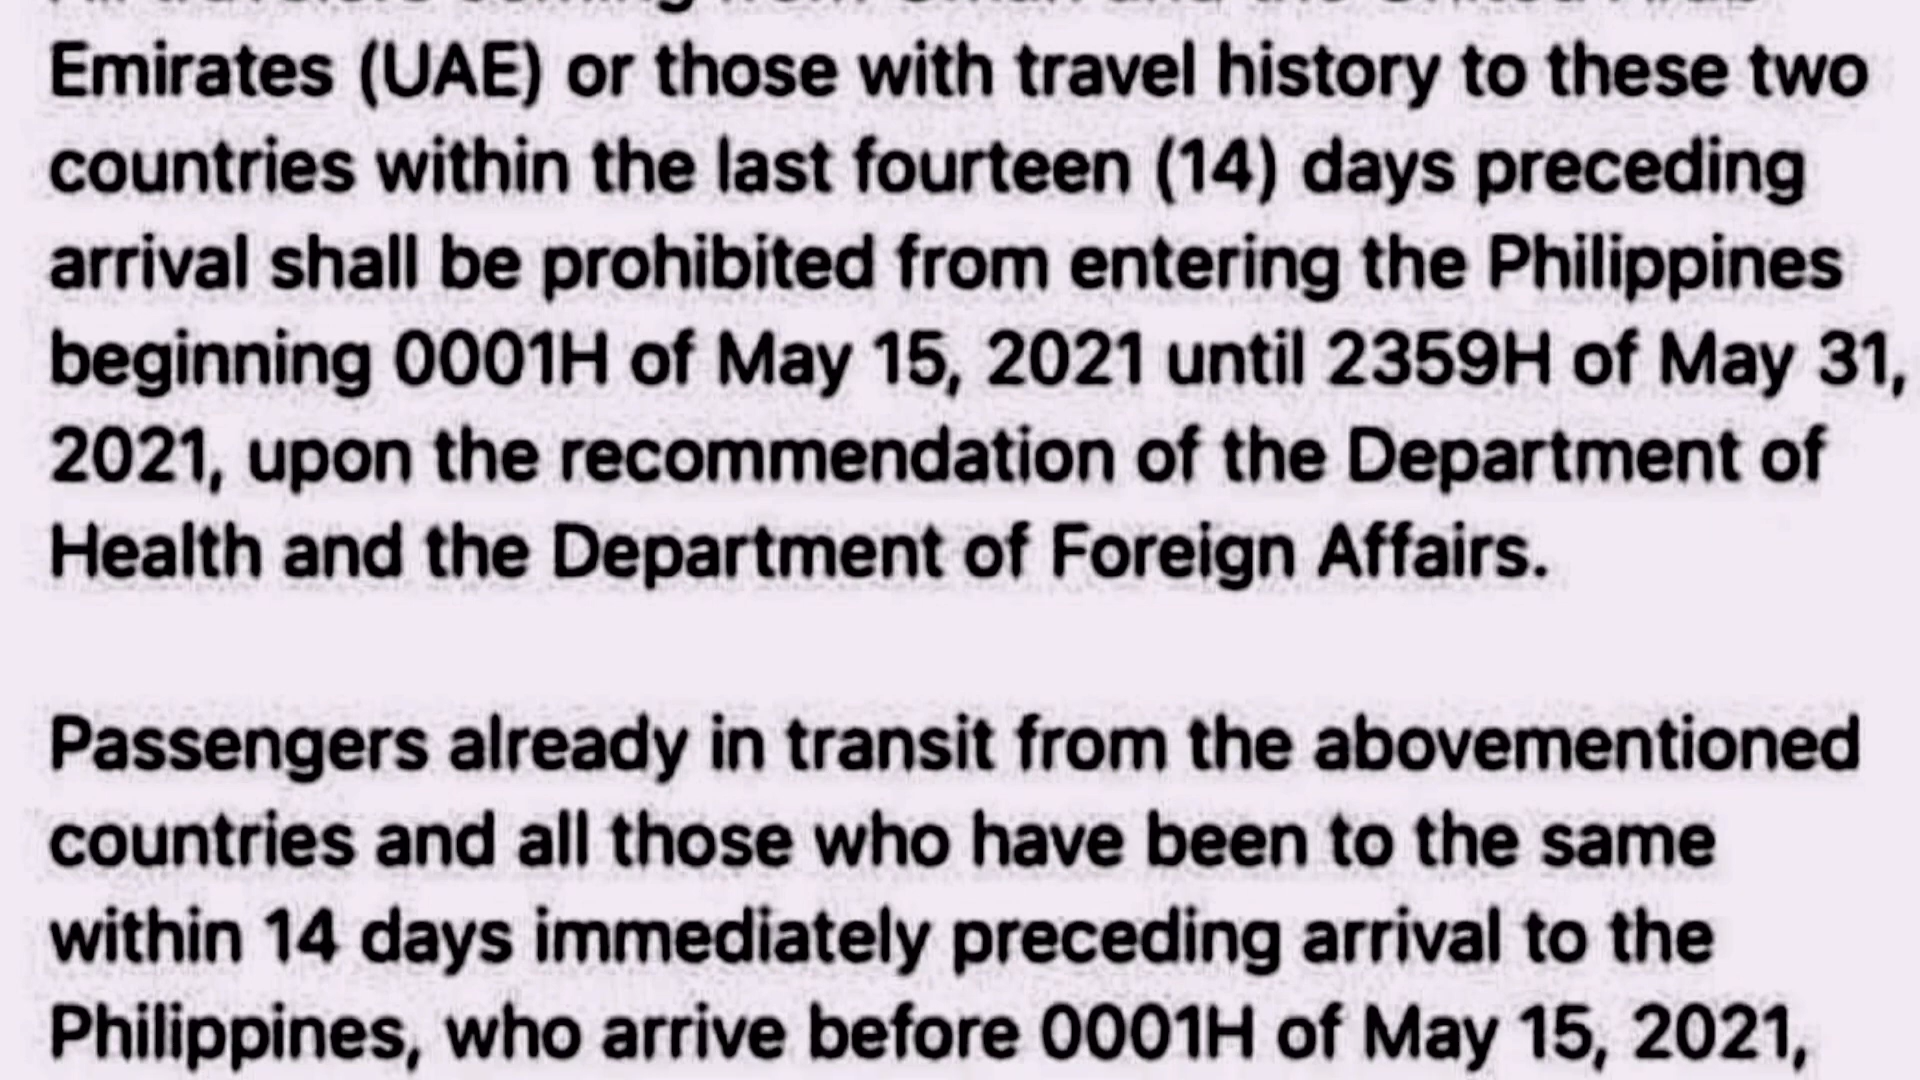 Emirates (UAE) or those with travel history to these two
countries within the last fourteen (14) days preceding
arrival shall be prohibited from entering the Philippines
beginning 0001H of May 15, 2021 until 2359H of May 31,
2021, upon the recommendation of the Department of
Health and the Department of Foreign Affairs.
Passengers already in transit from the abovementioned
countries and all those who have been to the same
within 14 days immediately preceding arrival to the
Philippines, who arrive before 0001H of May 15, 2021,